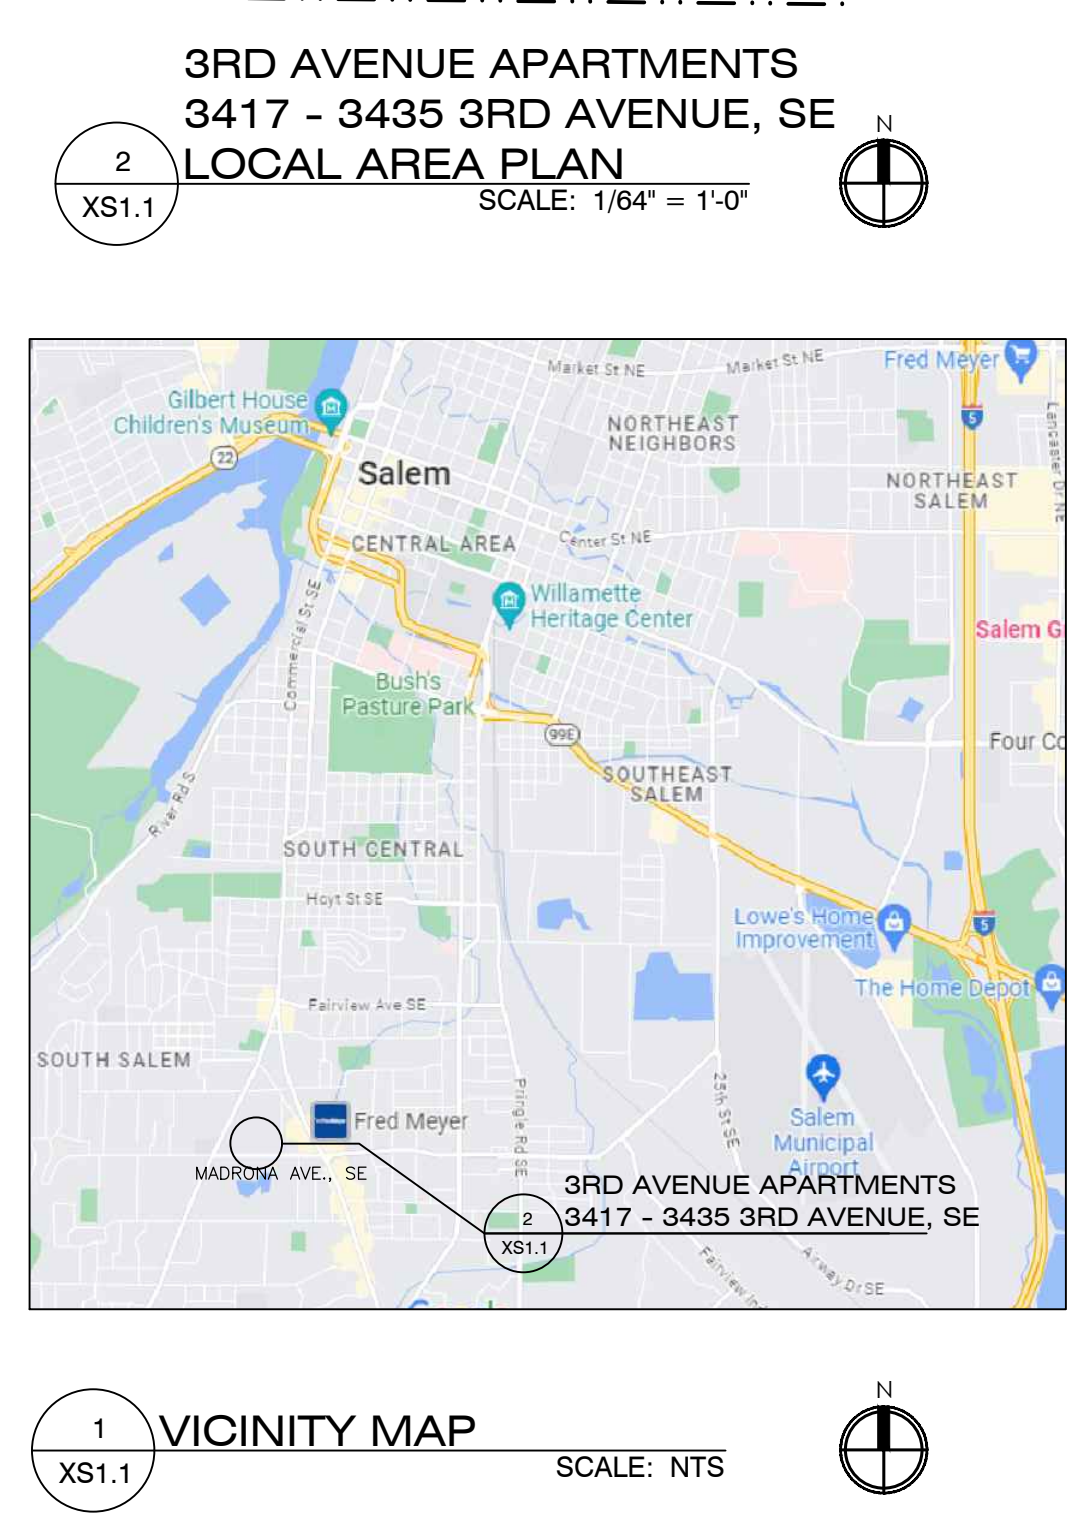 3RD AVENUE APARTMENTS
3417 - 3435 3RD AVENUE, SE
LOCAL AREA PLAN
2
XS1.1
SCALE: 1/64" = 1'-0"
N
Market St NE
Market St NE
Fred Meyer
Gilbert House
Children's Museum
5
Lancaster Dr NE
NORTHEAST
NEIGHBORS
22
Salem
NORTHEAST
SALEM
CENTRAL AREA
Center St NE
Commercial St SE
Willamette
Heritage Center
Salem G
Bush's
Pasture Park
99E
Four Co
SOUTHEAST
SALEM
River Rd S
SOUTH CENTRAL
Hoyt St SE
Lowe's Home
Improvement
5
The Home Depot
Fairview Ave SE
SOUTH SALEM
Pringle Rd SE
25th St SE
Salem
Municipal
Airport
Fred Meyer
MADRONA AVE., SE
3RD AVENUE APARTMENTS
3417 - 3435 3RD AVENUE, SE
2
XS1.1
Fairview In
Airway Dr SE
1
XS1.1
VICINITY MAP
SCALE: NTS
N